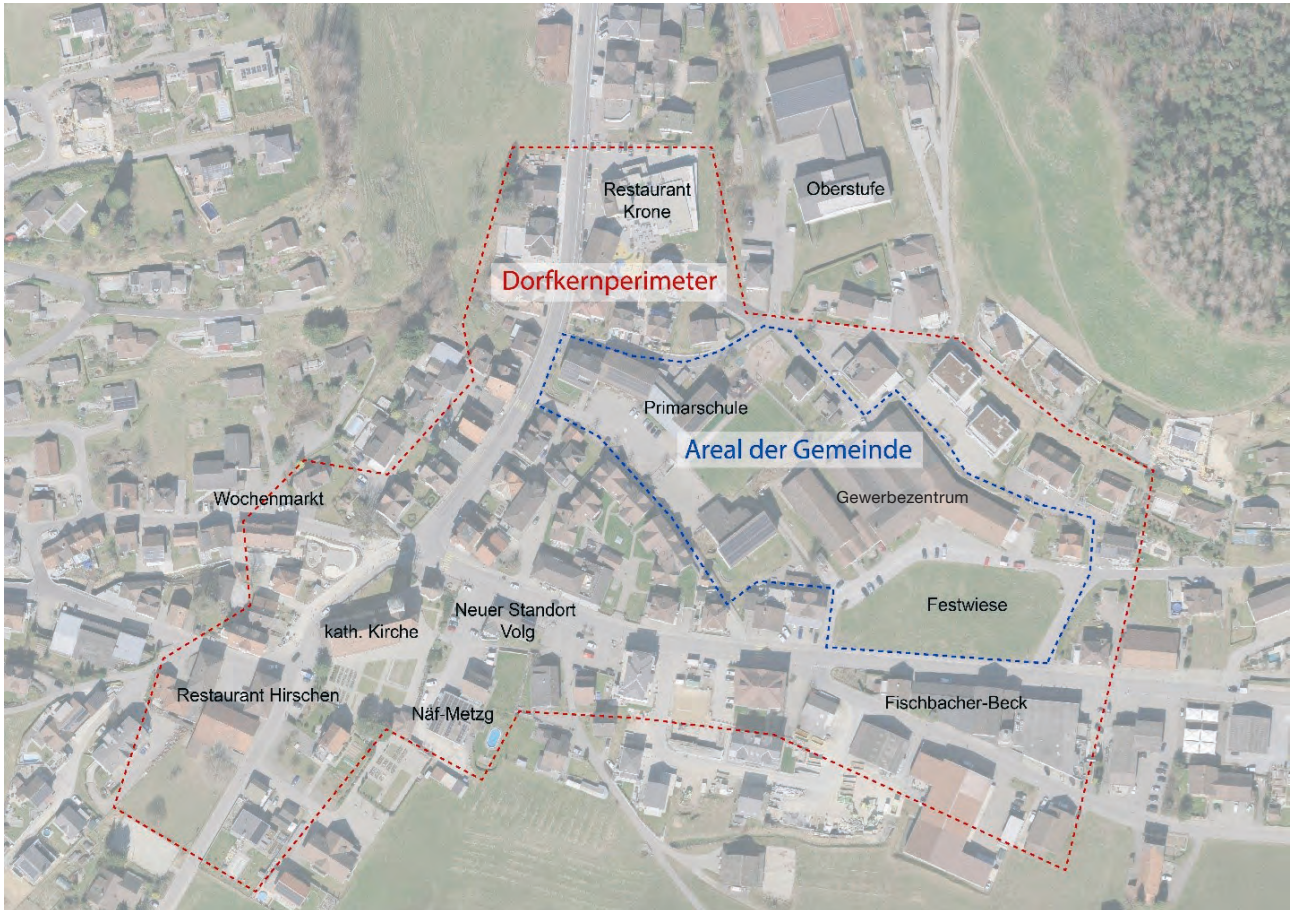 Restaurant
Krone
Oberstufe
Dorfkernperimeter
Primarschule
Areal der Gemeinde
Wochenmarkt
Gewerbezentrum
Neuer Standort
Volg
Festwiese
kath. Kirche
Restaurant Hirschen
Näf-Metzg
Fischbacher-Beck